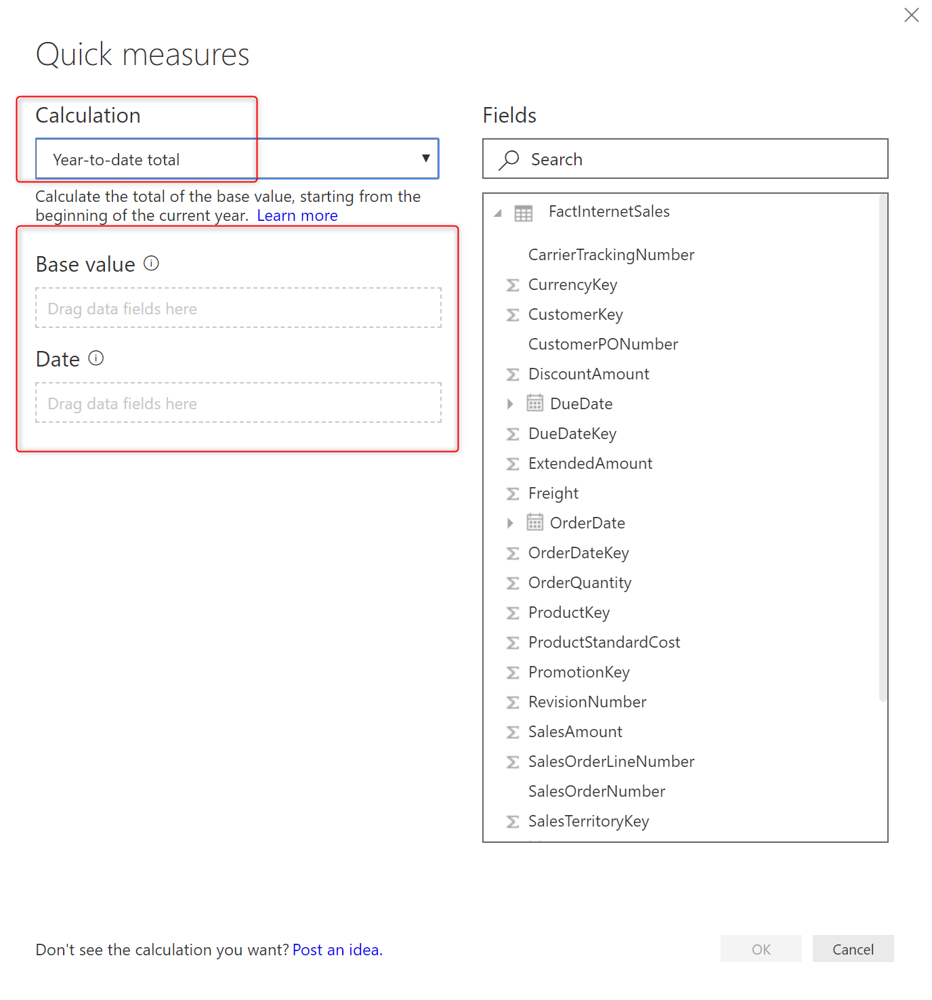 Quick measures
Calculation
Year-to-date total
Calculate the total of the base value, starting from the
beginning of the current year. Learn more
Base value
Drag data fields here
Date
Drag data fields here
Fields
Search
FactInternetSales
CarrierTrackingNumber
CurrencyKey
CustomerKey
CustomerPONumber
DiscountAmount
DueDate
DueDateKey
ExtendedAmount
Freight
OrderDate
OrderDateKey
OrderQuantity
ProductKey
ProductStandardCost
PromotionKey
RevisionNumber
SalesAmount
SalesOrderLineNumber
SalesOrderNumber
SalesTerritoryKey
Don't see the calculation you want? Post an idea.
OK
Cancel